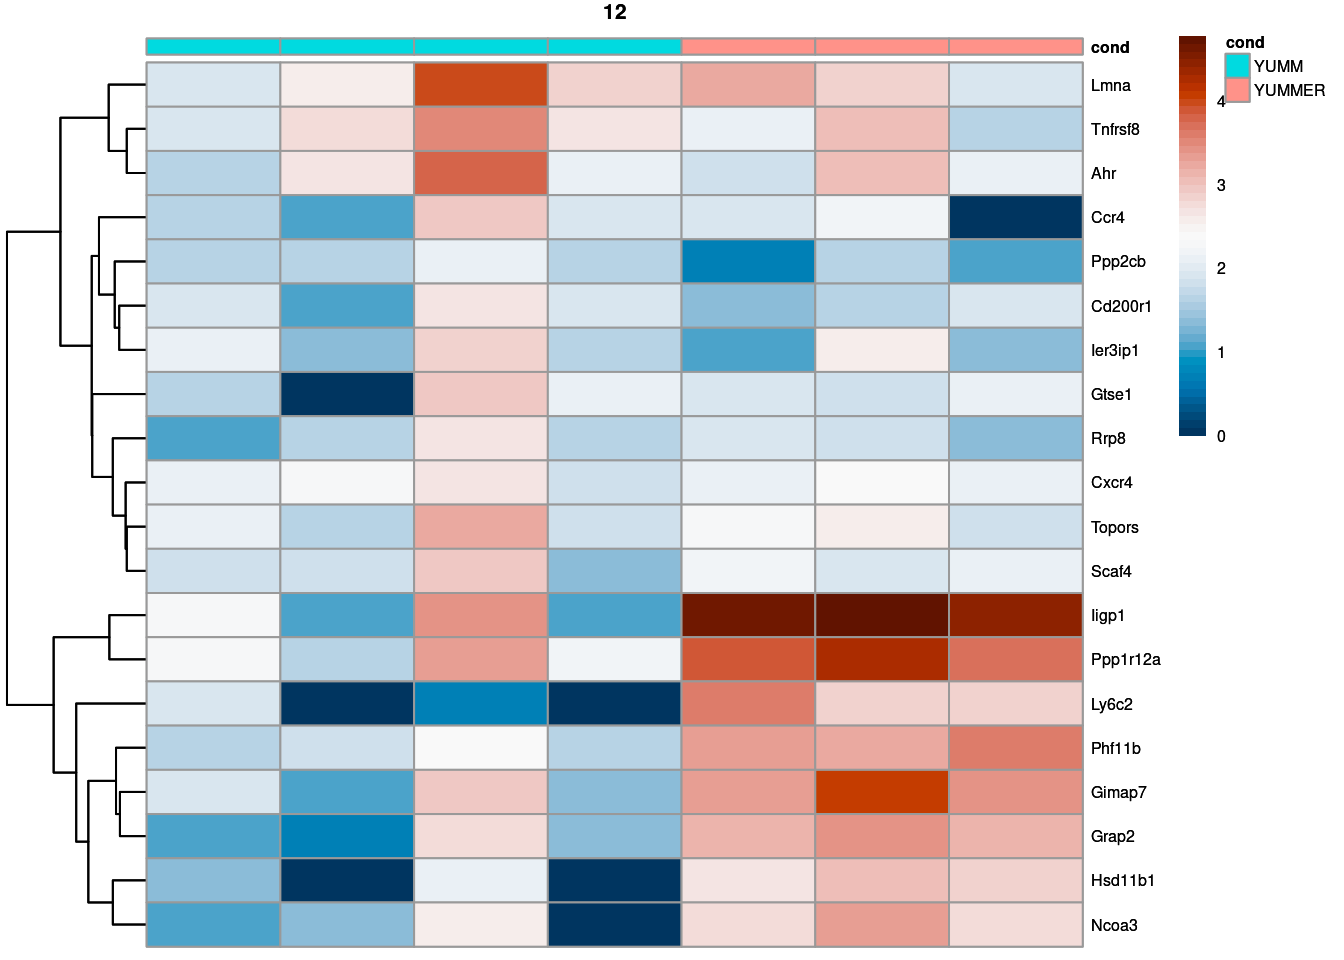 12
cond
Lmna
Tnfrsf8
Ahr
Ccr4
Ppp2cb
Cd200r1
Ier3ip1
Gtse1
Rrp8
Cxcr4
Topors
Scaf4
Iigp1
Ppp1r12a
Ly6c2
Phf11b
Gimap7
Grap2
Hsd11b1
Ncoa3
4
3
2
1
0
cond
YUMM
YUMMER